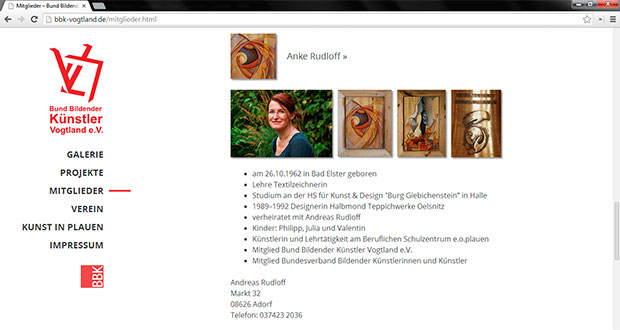 Mitglieder – Bund Bildend
bbk-vogtland.de/mitglieder.html
Bund Bildender
Künstler
Vogtland e.V.
GALERIE
PROJEKTE
MITGLIEDER
VEREIN
KUNST IN PLAUEN
IMPRESSUM
BBK
Anke Rudloff »
am 26.10.1962 in Bad Elster geboren
Lehre Textilzeichnerin
Studium an der HS für Kunst & Design "Burg Giebichenstein" in Halle
1989–1992 Designerin Halbmond Teppichwerke Oelsnitz
verheiratet mit Andreas Rudloff
Kinder: Philipp, Julia und Valentin
Künstlerin und Lehrtätigkeit am Beruflichen Schulzentrum e.o.plauen
Mitglied Bund Bildender Künstler Vogtland e.V.
Mitglied Bundesverband Bildender Künstlerinnen und Künstler
Andreas Rudloff
Markt 32
08626 Adorf
Telefon: 037423 2036